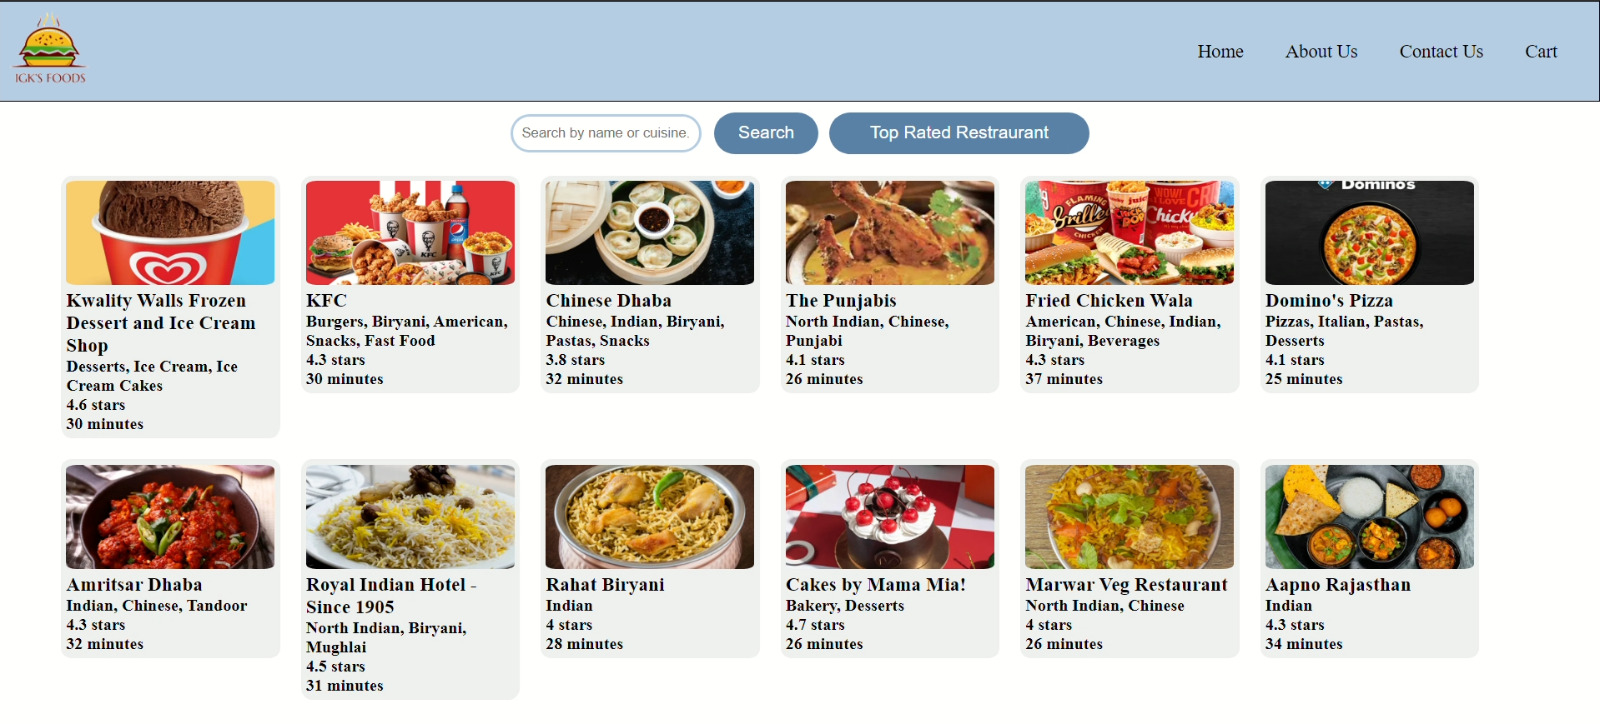 IGK'S FOODS
Home
About Us
Contact Us
Cart
Search by name or cuisine.
Search
Top Rated Restraurant
Kwality Walls Frozen
Dessert and Ice Cream
Shop
Desserts, Ice Cream, Ice
Cream Cakes
4.6 stars
30 minutes
KFC
pepsi
KFC
Burgers, Biryani, American,
Snacks, Fast Food
4.3 stars
30 minutes
Chinese Dhaba
Chinese, Indian, Biryani,
Pastas, Snacks
3.8 stars
32 minutes
The Punjabis
North Indian, Chinese,
Punjabi
4.1 stars
26 minutes
FLAMING
Grilled
CHICKEN
WOW!
Fried Chicken Wala
American, Chinese, Indian,
Biryani, Beverages
4.3 stars
37 minutes
Domino's
Domino's Pizza
Pizzas, Italian, Pastas,
Desserts
4.1 stars
25 minutes
Amritsar Dhaba
Indian, Chinese, Tandoor
4.3 stars
32 minutes
Royal Indian Hotel -
Since 1905
North Indian, Biryani,
Mughlai
4.5 stars
31 minutes
Rahat Biryani
Indian
4 stars
28 minutes
Cakes by Mama Mia!
Bakery, Desserts
4.7 stars
26 minutes
Marwar Veg Restaurant
North Indian, Chinese
4 stars
26 minutes
Aapno Rajasthan
Indian
4.3 stars
34 minutes